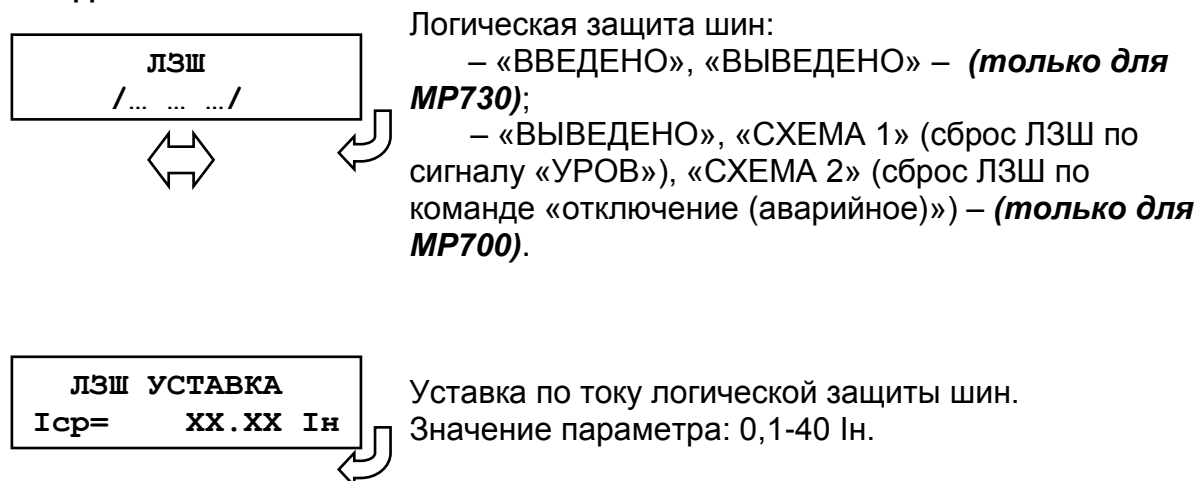 ЛЗШ
/… … …/
Логическая защита шин:
– «ВВЕДЕНО», «ВЫВЕДЕНО» – (только для
МР730);
– «ВЫВЕДЕНО», «СХЕМА 1» (сброс ЛЗШ по
сигналу «УРОВ»), «СХЕМА 2» (сброс ЛЗШ по
команде «отключение (аварийное)») – (только для
МР700).
ЛЗШ УСТАВКА
Iср= XX.XX Iн
Уставка по току логической защиты шин.
Значение параметра: 0,1-40 Iн.